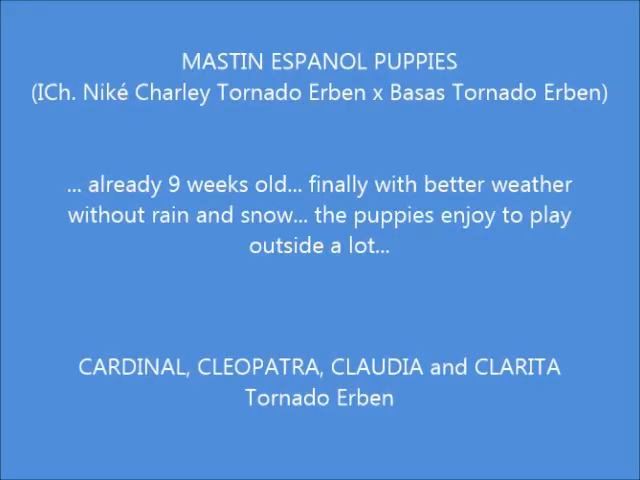 MASTIN ESPANOL PUPPIES
(ICh. Niké Charley Tornado Erben x Basas Tornado Erben)
... already 9 weeks old... finally with better weather
without rain and snow... the puppies enjoy to play
outside a lot...
CARDINAL, CLEOPATRA, CLAUDIA and CLARITA
Tornado Erben